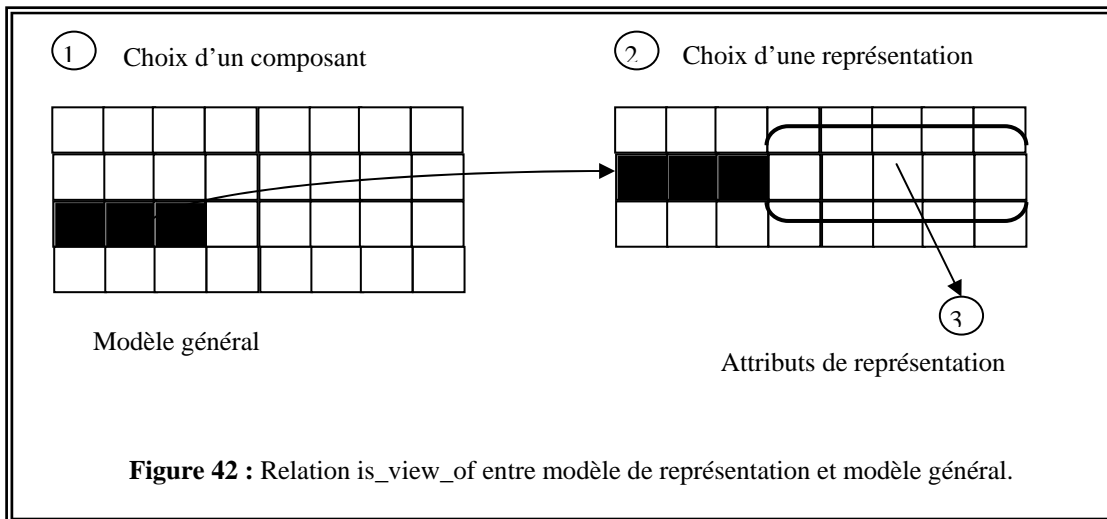 1 Choix d'un composant
2 Choix d'une représentation
3
Modèle général
Attributs de représentation
Figure 42 : Relation is_view_of entre modèle de représentation et modèle général.